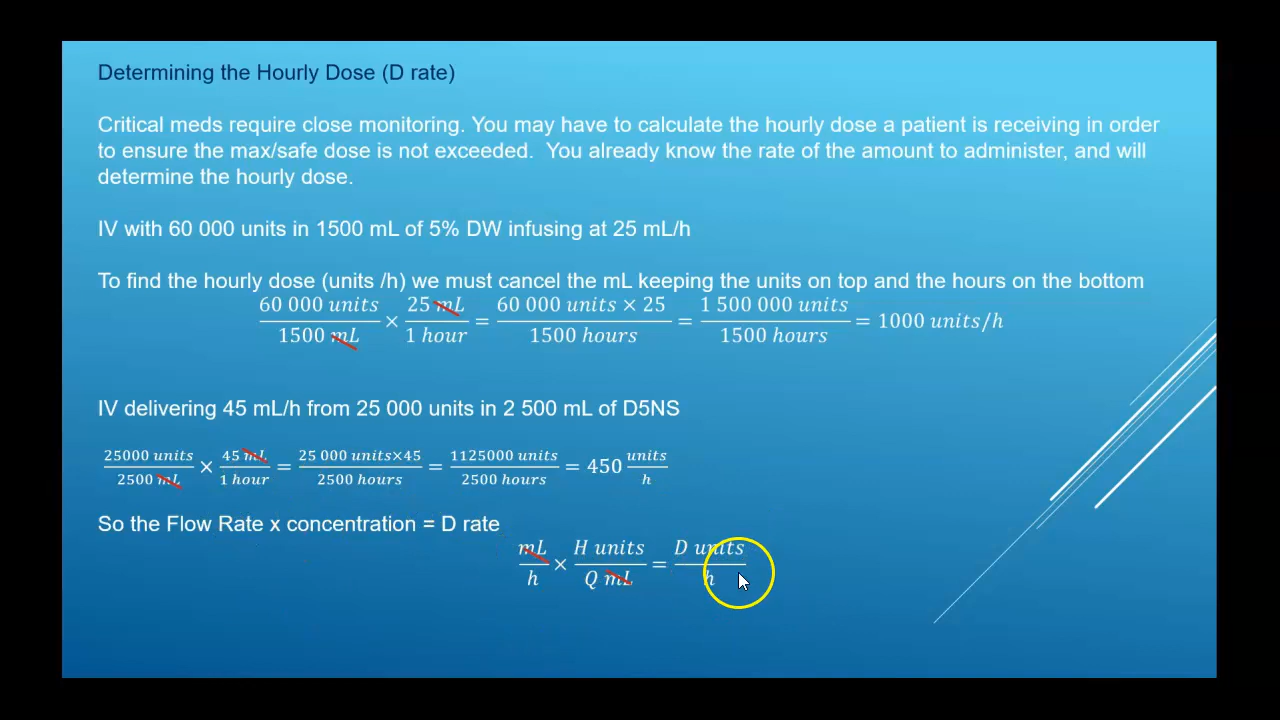 Determining the Hourly Dose (D rate)
Critical meds require close monitoring. You may have to calculate the hourly dose a patient is receiving in order
to ensure the max/safe dose is not exceeded. You already know the rate of the amount to administer, and will
determine the hourly dose.
IV with 60 000 units in 1500 mL of 5% DW infusing at 25 mL/h
To find the hourly dose (units /h) we must cancel the mL keeping the units on top and the hours on the bottom
60 000 units / 1500 mL × 25 mL / 1 hour = 60 000 units × 25 / 1500 hours = 1 500 000 units / 1500 hours = 1000 units/h
IV delivering 45 mL/h from 25 000 units in 2 500 mL of D5NS
25000 units / 2500 mL × 45 mL / 1 hour = 25 000 units×45 / 2500 hours = 1125000 units / 2500 hours = 450 units / h
So the Flow Rate x concentration = D rate
mL / h × H units / Q mL = D units / h